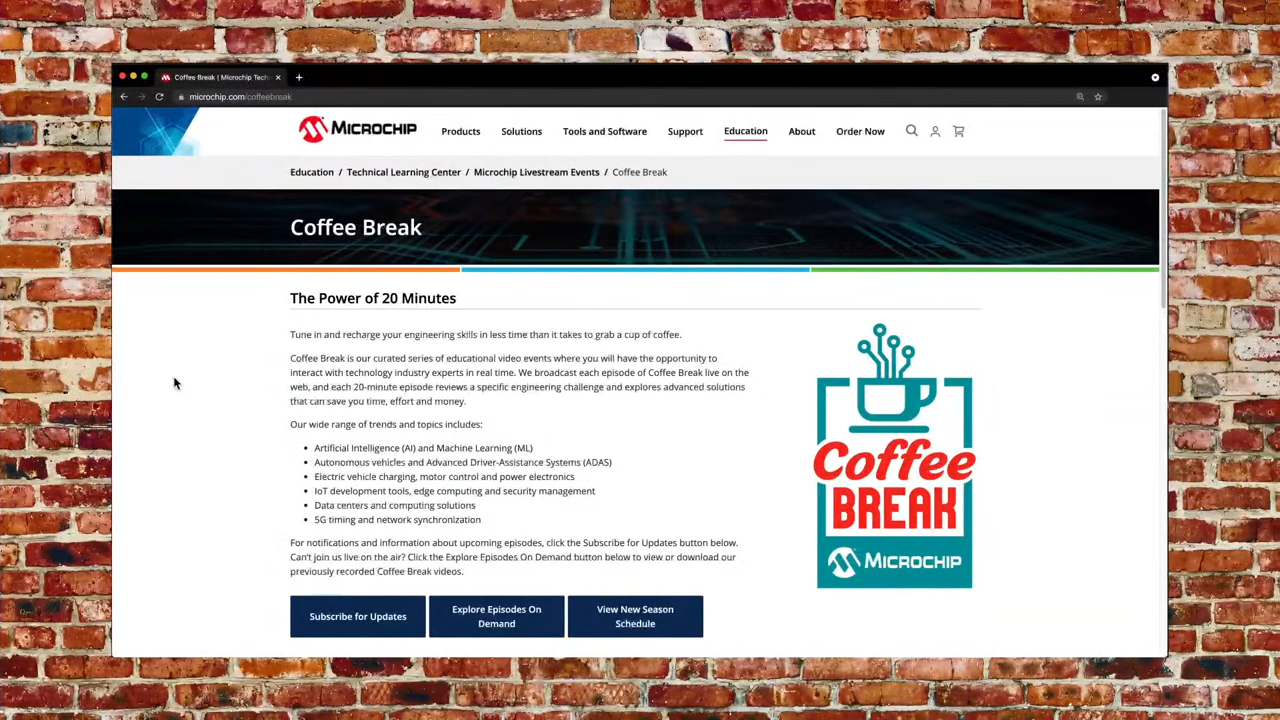 Coffee Break | Microchip Tech
microchip.com/coffeebreak
MICROCHIP
Products Solutions Tools and Software Support Education About Order Now
Education / Technical Learning Center / Microchip Livestream Events / Coffee Break
Coffee Break
The Power of 20 Minutes
Tune in and recharge your engineering skills in less time than it takes to grab a cup of coffee.
Coffee Break is our curated series of educational video events where you will have the opportunity to
interact with technology industry experts in real time. We broadcast each episode of Coffee Break live on the
web, and each 20-minute episode reviews a specific engineering challenge and explores advanced solutions
that can save you time, effort and money.
Our wide range of trends and topics includes:
• Artificial Intelligence (AI) and Machine Learning (ML)
• Autonomous vehicles and Advanced Driver-Assistance Systems (ADAS)
• Electric vehicle charging, motor control and power electronics
• IoT development tools, edge computing and security management
• Data centers and computing solutions
• 5G timing and network synchronization
For notifications and information about upcoming episodes, click the Subscribe for Updates button below.
Can't join us live on the air? Click the Explore Episodes On Demand button below to view or download our
previously recorded Coffee Break videos.
Subscribe for Updates
Explore Episodes On
Demand
View New Season
Schedule
Coffee
BREAK
MICROCHIP